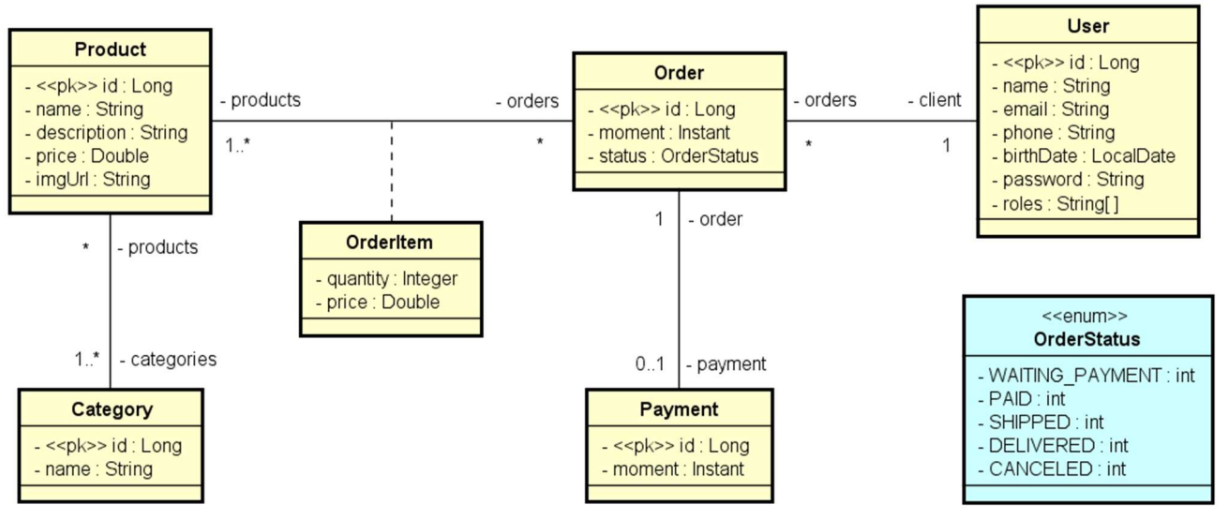 Product
- <<pk>> id : Long
- name : String
- description : String
- price : Double
- imgUrl : String
- products
1..*
- orders
*
Order
- <<pk>> id : Long
- moment : Instant
- status : OrderStatus
- orders
*
- client
1
User
- <<pk>> id : Long
- name : String
- email : String
- phone : String
- birthDate : LocalDate
- password : String
- roles : String[ ]
OrderItem
- quantity : Integer
- price : Double
* - products
1..* - categories
Category
- <<pk>> id : Long
- name : String
1 - order
0..1 - payment
Payment
- <<pk>> id : Long
- moment : Instant
<<enum>>
OrderStatus
- WAITING_PAYMENT : int
- PAID : int
- SHIPPED : int
- DELIVERED : int
- CANCELED : int